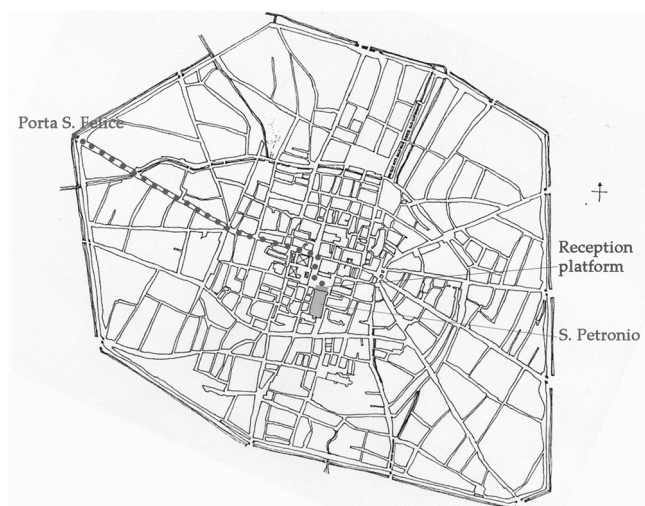 Porta S. Felice
Reception
platform
S. Petronio